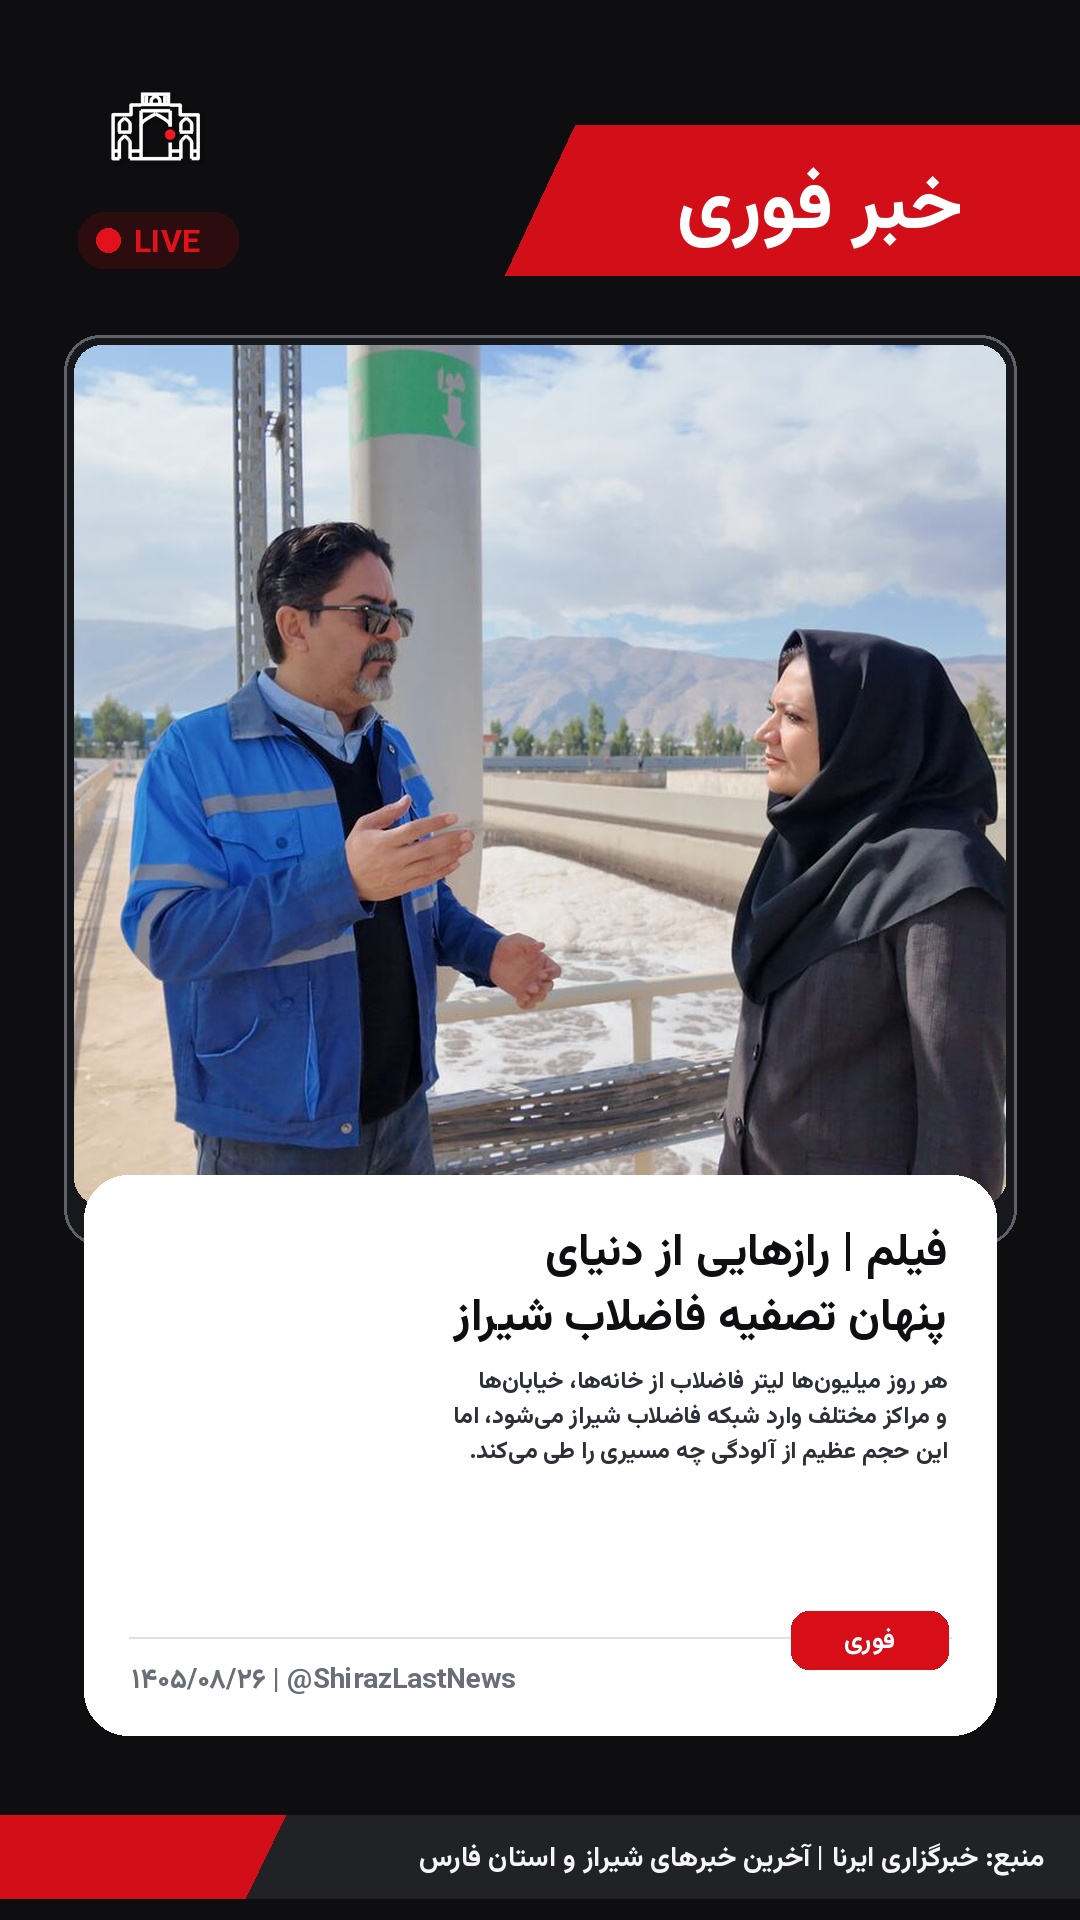 خبر فوری
LIVE
هوا
فیلم | رازهایی از دنیای
پنهان تصفیه فاضلاب شیراز
هر روز میلیون‌ها لیتر فاضلاب از خانه‌ها، خیابان‌ها
و مراکز مختلف وارد شبکه فاضلاب شیراز می‌شود، اما
این حجم عظیم از آلودگی چه مسیری را طی می‌کند.
فوری
۱۴۰۵/۰۸/۲۶ | @ShirazLastNews
منبع: خبرگزاری ایرنا | آخرین خبرهای شیراز و استان فارس